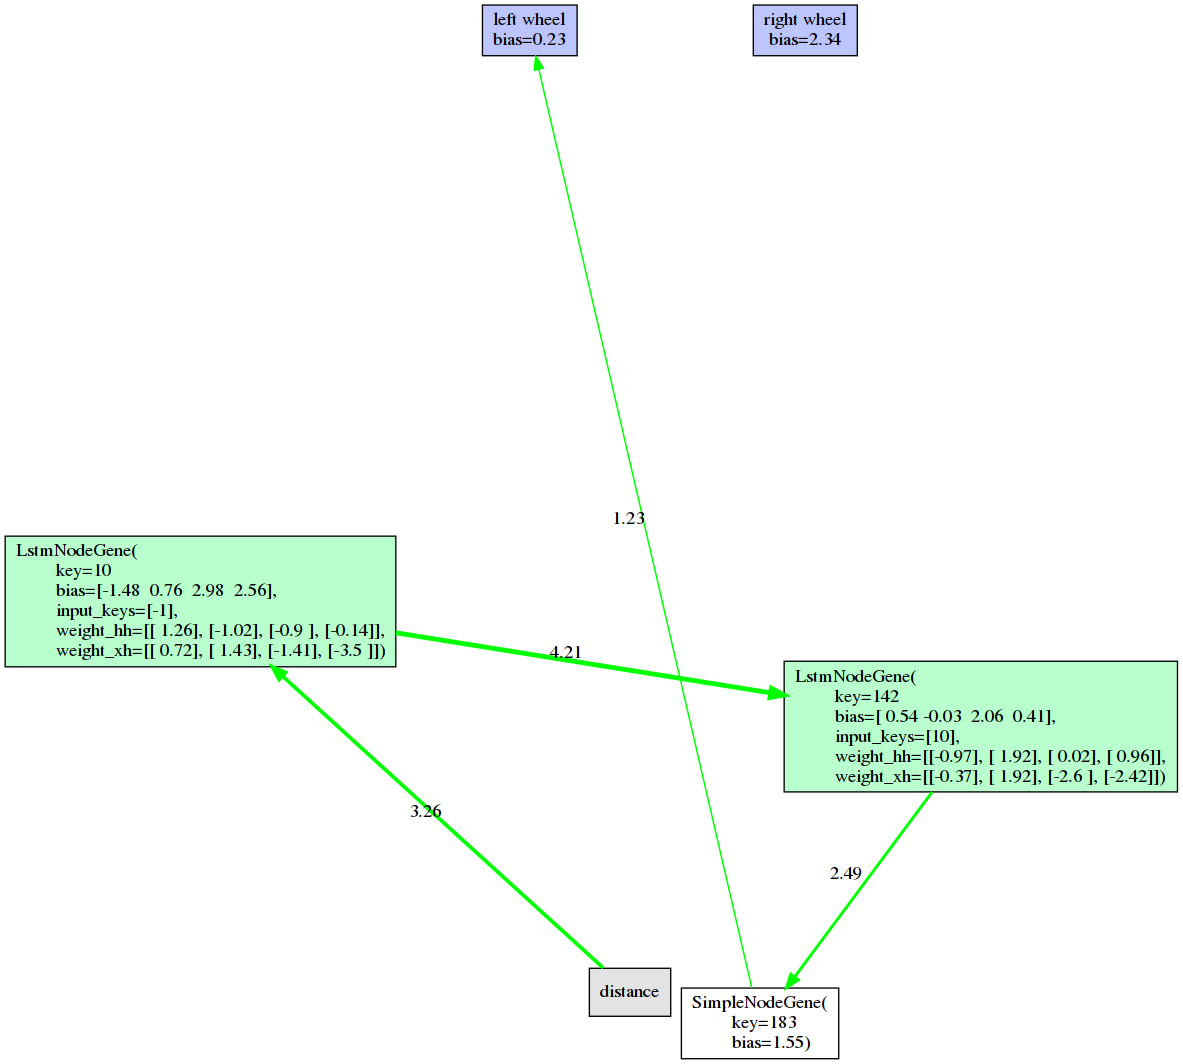 left wheel
bias=0.23
right wheel
bias=2.34
1.23
LstmNodeGene(
key=10
bias=[-1.48  0.76  2.98  2.56],
input_keys=[-1],
weight_hh=[[ 1.26], [-1.02], [-0.9 ], [-0.14]],
weight_xh=[[ 0.72], [ 1.43], [-1.41], [-3.5 ]])
4.21
LstmNodeGene(
key=142
bias=[ 0.54 -0.03  2.06  0.41],
input_keys=[10],
weight_hh=[[-0.97], [ 1.92], [ 0.02], [ 0.96]],
weight_xh=[[-0.37], [ 1.92], [-2.6 ], [-2.42]])
3.26
2.49
distance
SimpleNodeGene(
key=183
bias=1.55)